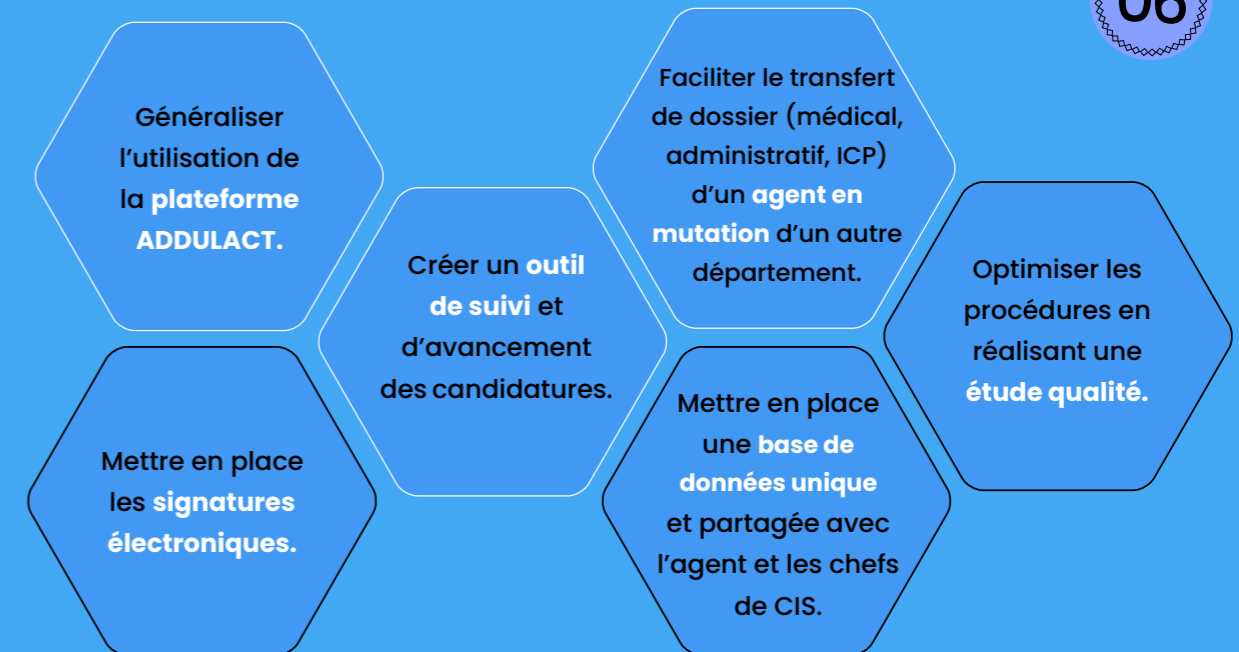 06
Généraliser
l’utilisation de
la plateforme
ADDULACT.
Mettre en place
les signatures
électroniques.
Créer un outil
de suivi et
d’avancement
des candidatures.
Faciliter le transfert
de dossier (médical,
administratif, ICP)
d’un agent en
mutation d’un autre
département.
Mettre en place
une base de
données unique
et partagée avec
l’agent et les chefs
de CIS.
Optimiser les
procédures en
réalisant une
étude qualité.